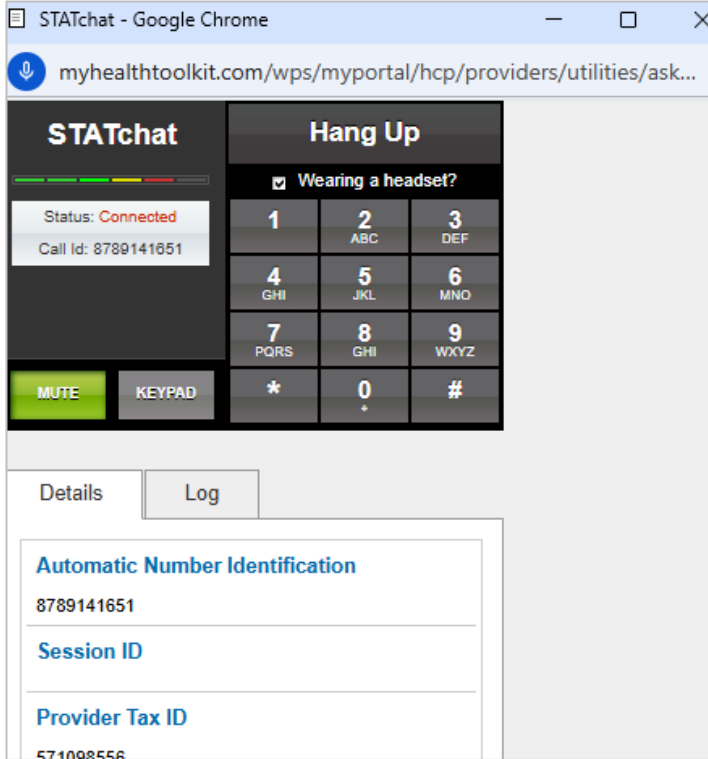 STATchat - Google Chrome
myhealthtoolkit.com/wps/myportal/hcp/providers/utilities/ask...
STATchat
Hang Up
Wearing a headset?
Status: Connected
Call Id: 8789141651
1
2
ABC
3
DEF
4
GHI
5
JKL
6
MNO
7
PQRS
8
GHI
9
WXYZ
MUTE
KEYPAD
*
0
+
#
Details
Log
Automatic Number Identification
8789141651
Session ID
Provider Tax ID
571098556